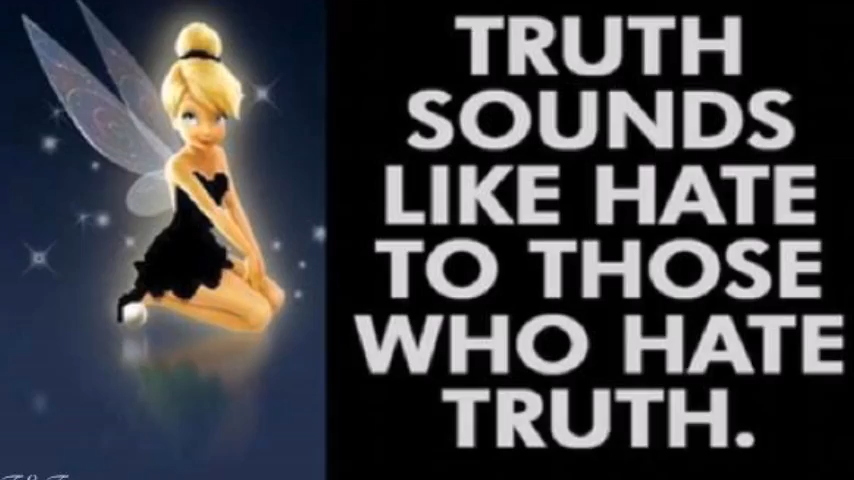 TRUTH
SOUNDS
LIKE HATE
TO THOSE
WHO HATE
TRUTH.